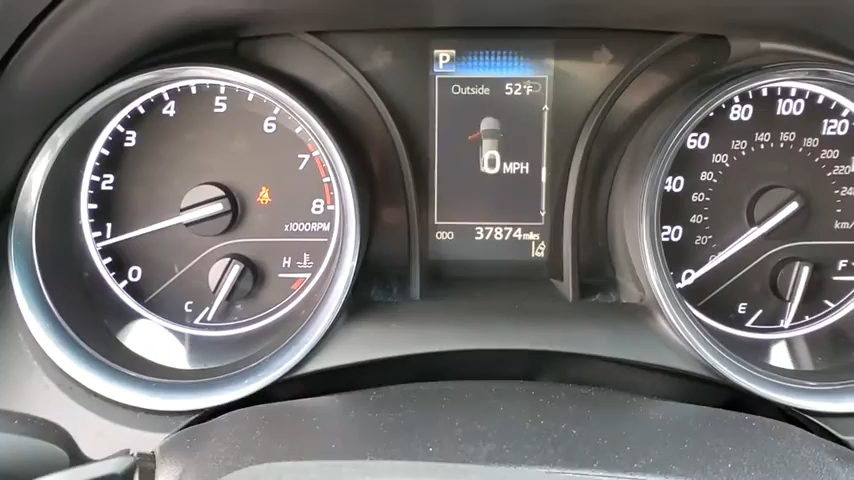 P
Outside 52°F
0 MPH
ODO 37874 miles
0 1 2 3 4 5 6 7 8
x1000RPM
H
C
0 20 40 60 80 100 120
20 40 60 80 100 120 140 160 180 200 220 240
km/
E F